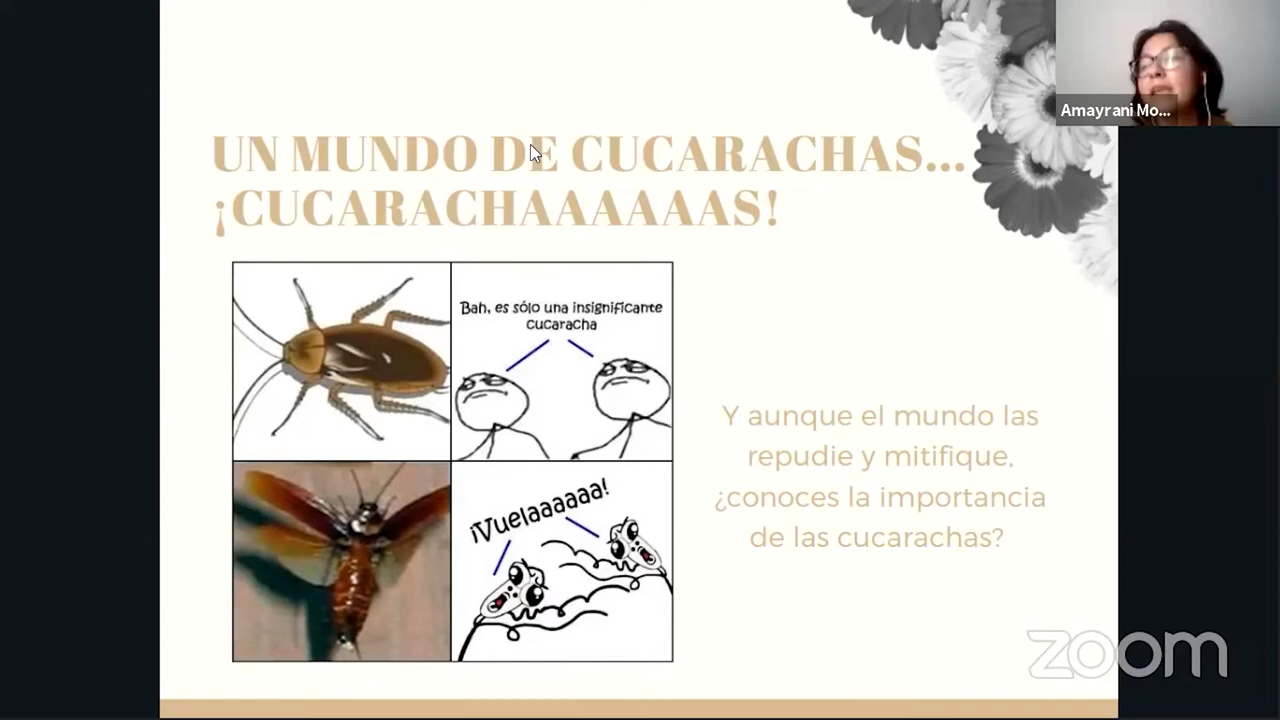 Amayrani Mo...
UN MUNDO DE CUCARACHAS...
¡CUCARACHAAAAAAS!
Bah, es sólo una insignificante
cucaracha
¡Vuelaaaaaa!
Y aunque el mundo las
repudie y mitifique,
¿conoces la importancia
de las cucarachas?
zoom